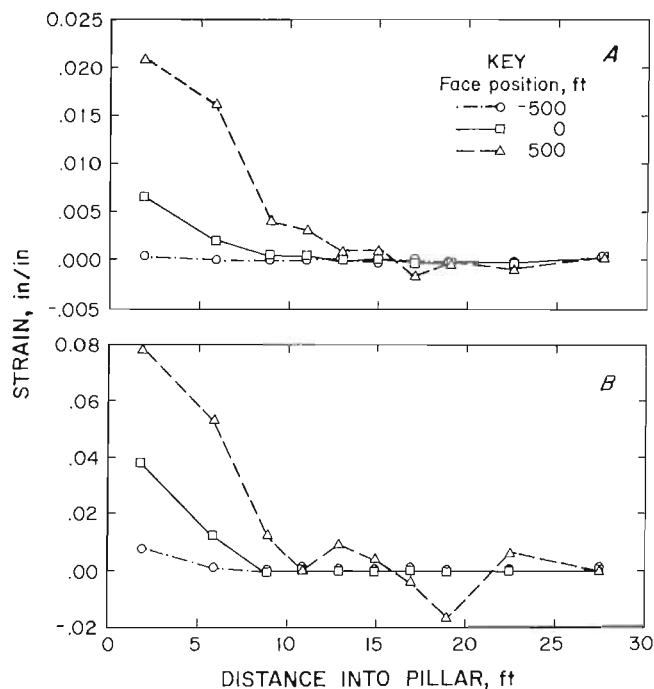 A
KEY
Face position, ft
-500
0
500
0.025
.020
.015
.010
.005
.000
-.005
STRAIN, in/in
B
0.08
.06
.04
.02
.00
-.02
0 5 10 15 20 25 30
DISTANCE INTO PILLAR, ft